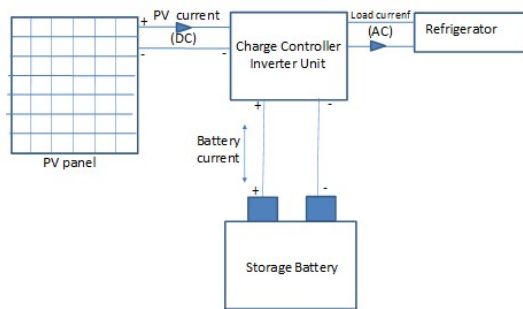 + PV current
(DC)
- -
PV panel
Charge Controller
Inverter Unit
+ -
Load current
(AC)
Refrigerator
Battery
current
+ -
Storage Battery